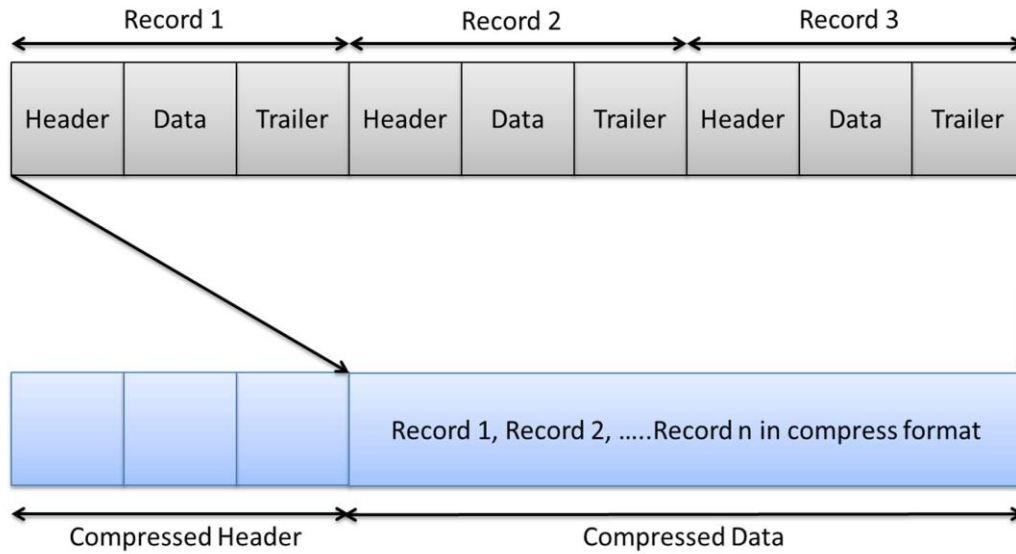 Record 1 Record 2 Record 3
Header Data Trailer Header Data Trailer Header Data Trailer
Record 1, Record 2, .....Record n in compress format
Compressed Header Compressed Data